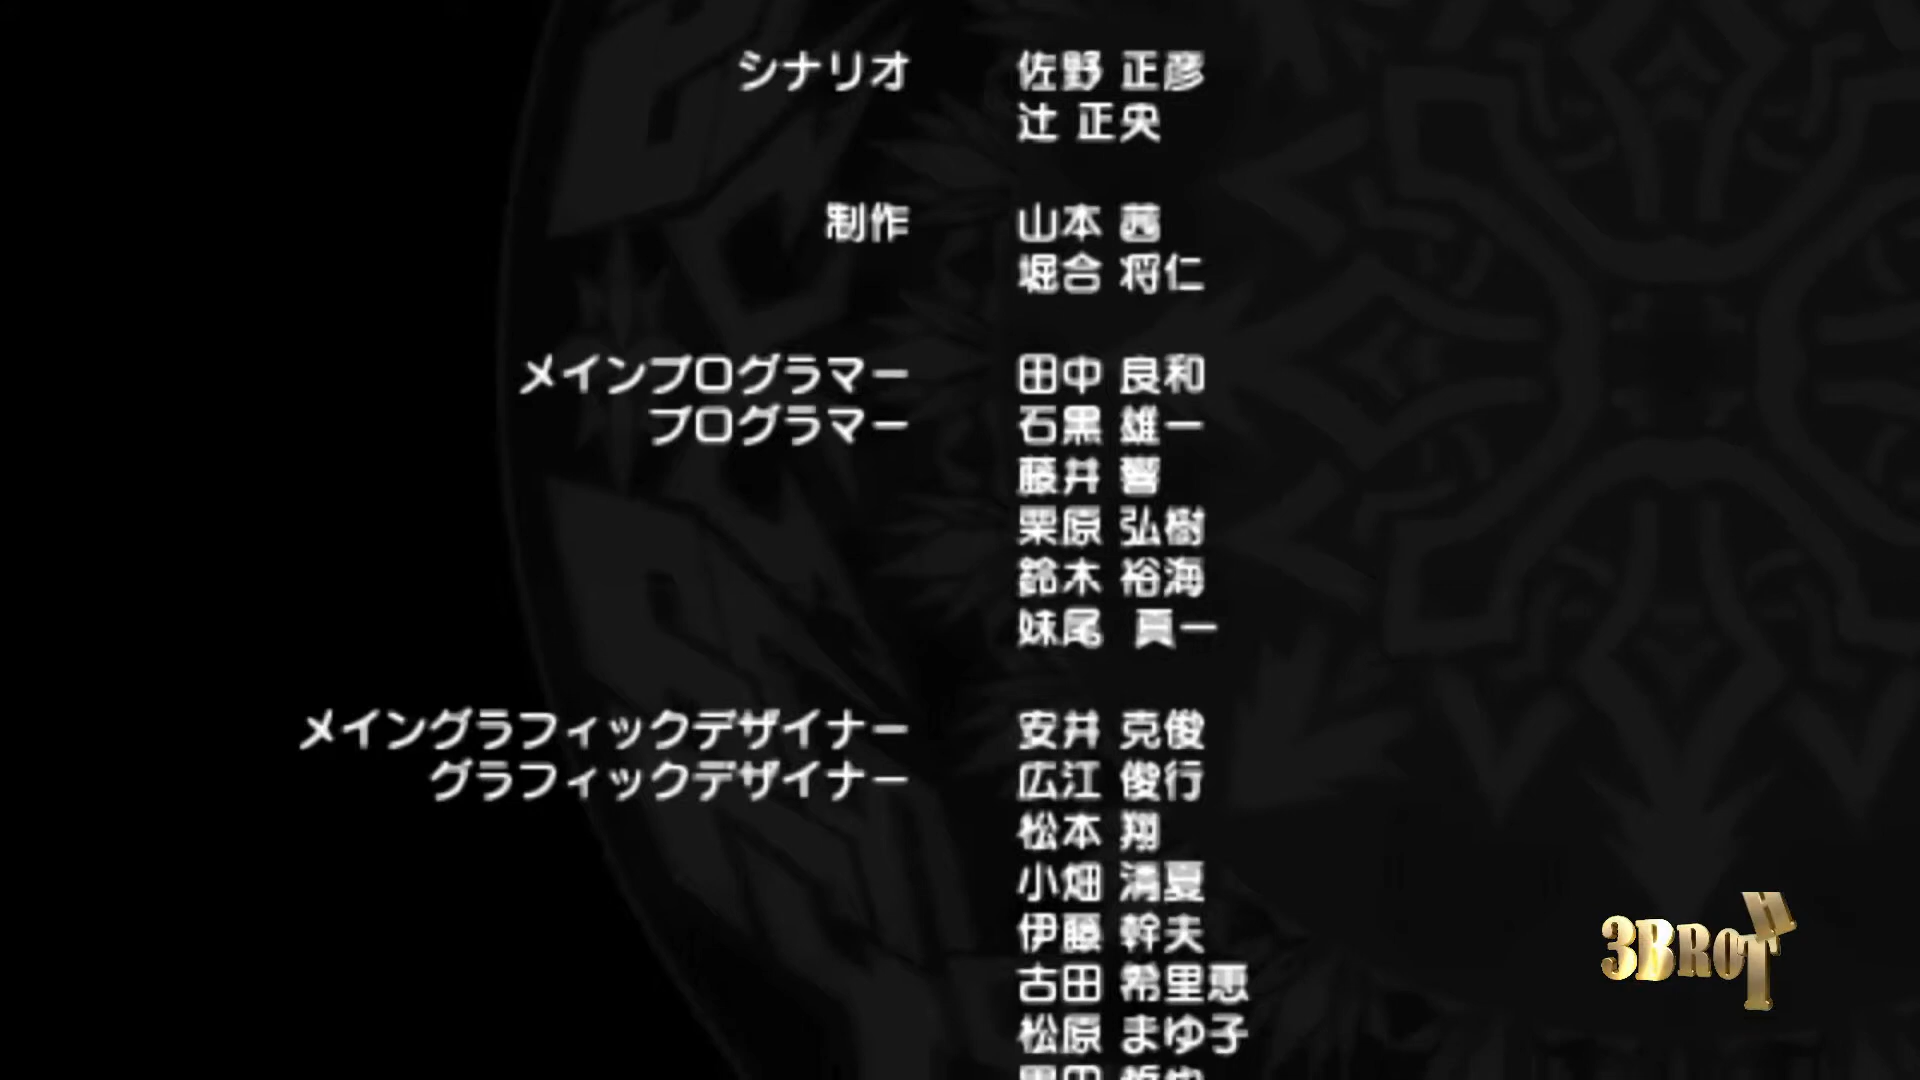 シナリオ 佐野 正彦
辻 正央
制作 山本 茜
堀合 将仁
メインプログラマー 田中 良和
プログラマー 石黒 雄一
藤井 響
栗原 弘樹
鈴木 裕海
妹尾 真一
メイングラフィックデザイナー 安井 克俊
グラフィックデザイナー 広江 俊行
松本 翔
小畑 清夏
伊藤 幹夫
古田 希里恵
松原 まゆ子
3BROTH